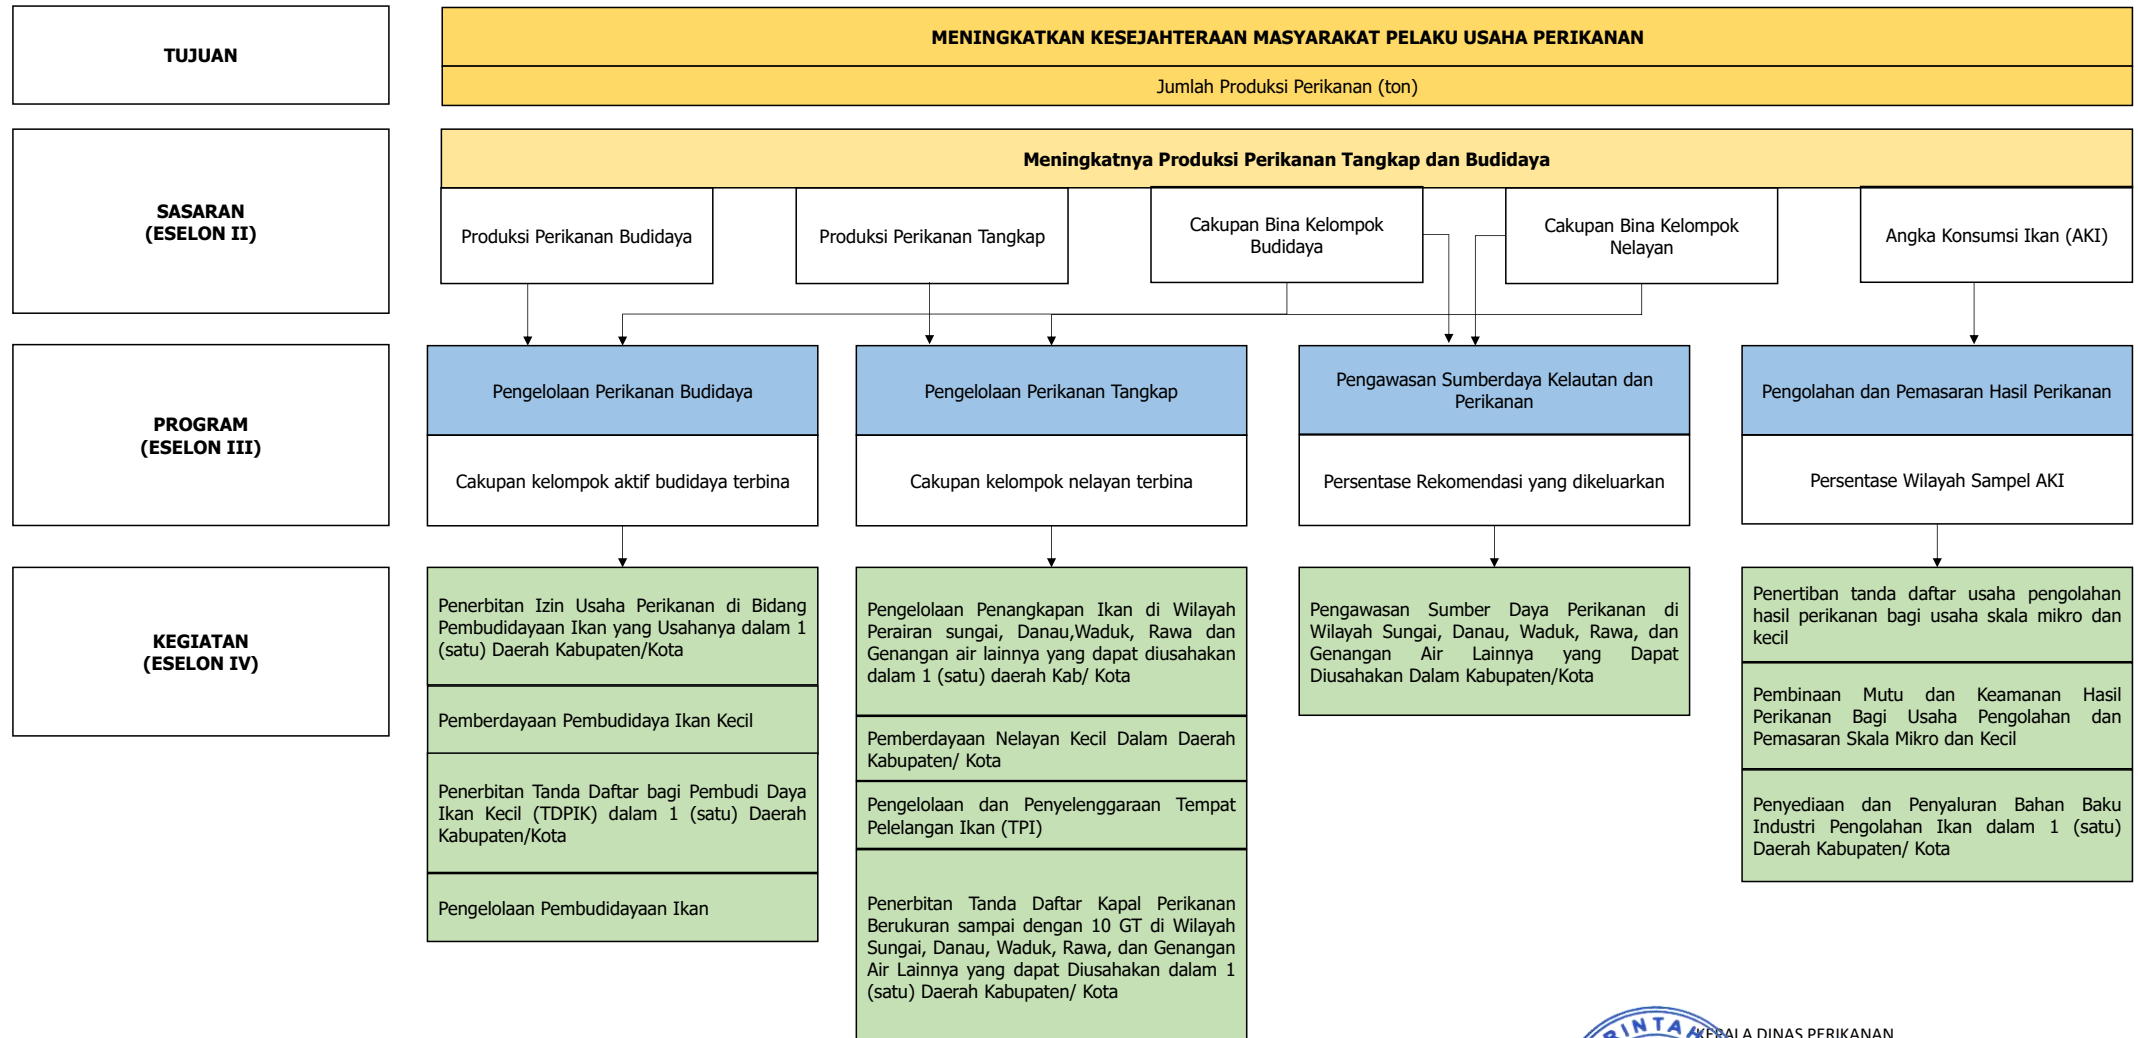 TUJUAN
MENINGKATKAN KESEJAHTERAAN MASYARAKAT PELAKU USAHA PERIKANAN
Jumlah Produksi Perikanan (ton)
SASARAN
(ESELON II)
Meningkatnya Produksi Perikanan Tangkap dan Budidaya
Produksi Perikanan Budidaya
Produksi Perikanan Tangkap
Cakupan Bina Kelompok
Budidaya
Cakupan Bina Kelompok
Nelayan
Angka Konsumsi Ikan (AKI)
PROGRAM
(ESELON III)
Pengelolaan Perikanan Budidaya
Pengelolaan Perikanan Tangkap
Pengawasan Sumberdaya Kelautan dan
Perikanan
Pengolahan dan Pemasaran Hasil Perikanan
Cakupan kelompok aktif budidaya terbina
Cakupan kelompok nelayan terbina
Persentase Rekomendasi yang dikeluarkan
Persentase Wilayah Sampel AKI
KEGIATAN
(ESELON IV)
Penerbitan Izin Usaha Perikanan di Bidang
Pembudidayaan Ikan yang Usahanya dalam 1
(satu) Daerah Kabupaten/Kota
Pemberdayaan Pembudidaya Ikan Kecil
Penerbitan Tanda Daftar bagi Pembudi Daya
Ikan Kecil (TDPIK) dalam 1 (satu) Daerah
Kabupaten/Kota
Pengelolaan Pembudidayaan Ikan
Pengelolaan Penangkapan Ikan di Wilayah
Perairan sungai, Danau,Waduk, Rawa dan
Genangan air lainnya yang dapat diusahakan
dalam 1 (satu) daerah Kab/ Kota
Pemberdayaan Nelayan Kecil Dalam Daerah
Kabupaten/ Kota
Pengelolaan dan Penyelenggaraan Tempat
Pelelangan Ikan (TPI)
Penerbitan Tanda Daftar Kapal Perikanan
Berukuran sampai dengan 10 GT di Wilayah
Sungai, Danau, Waduk, Rawa, dan Genangan
Air Lainnya yang dapat Diusahakan dalam 1
(satu) Daerah Kabupaten/ Kota
Pengawasan Sumber Daya Perikanan di
Wilayah Sungai, Danau, Waduk, Rawa, dan
Genangan Air Lainnya yang Dapat
Diusahakan Dalam Kabupaten/Kota
Penertiban tanda daftar usaha pengolahan
hasil perikanan bagi usaha skala mikro dan
kecil
Pembinaan Mutu dan Keamanan Hasil
Perikanan Bagi Usaha Pengolahan dan
Pemasaran Skala Mikro dan Kecil
Penyediaan dan Penyaluran Bahan Baku
Industri Pengolahan Ikan dalam 1 (satu)
Daerah Kabupaten/ Kota
DINAS PERIKANAN